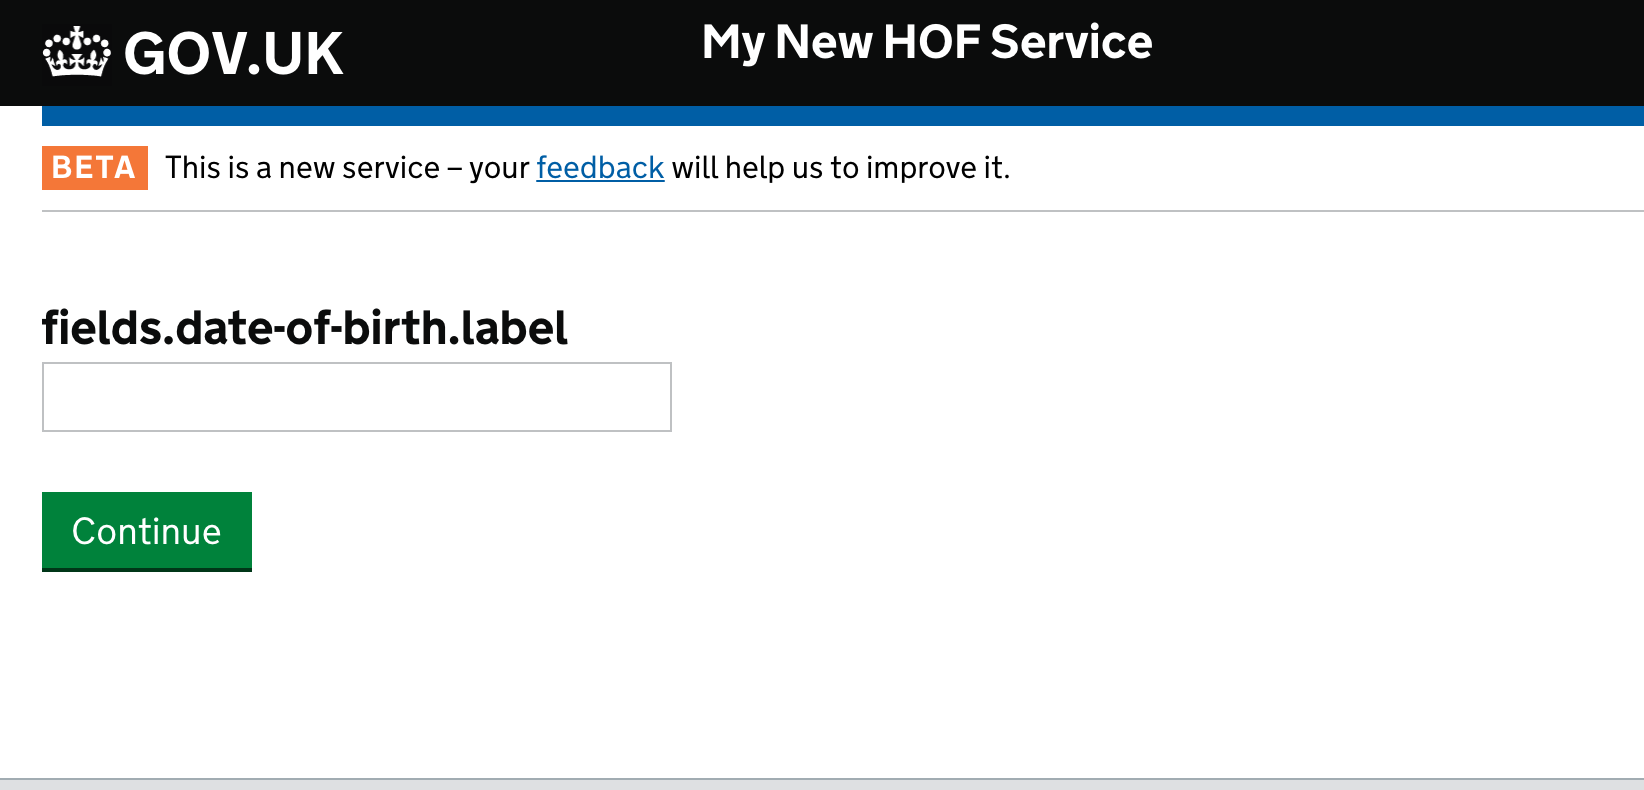 GOV.UK My New HOF Service
BETA This is a new service – your feedback will help us to improve it.
fields.date-of-birth.label
Continue